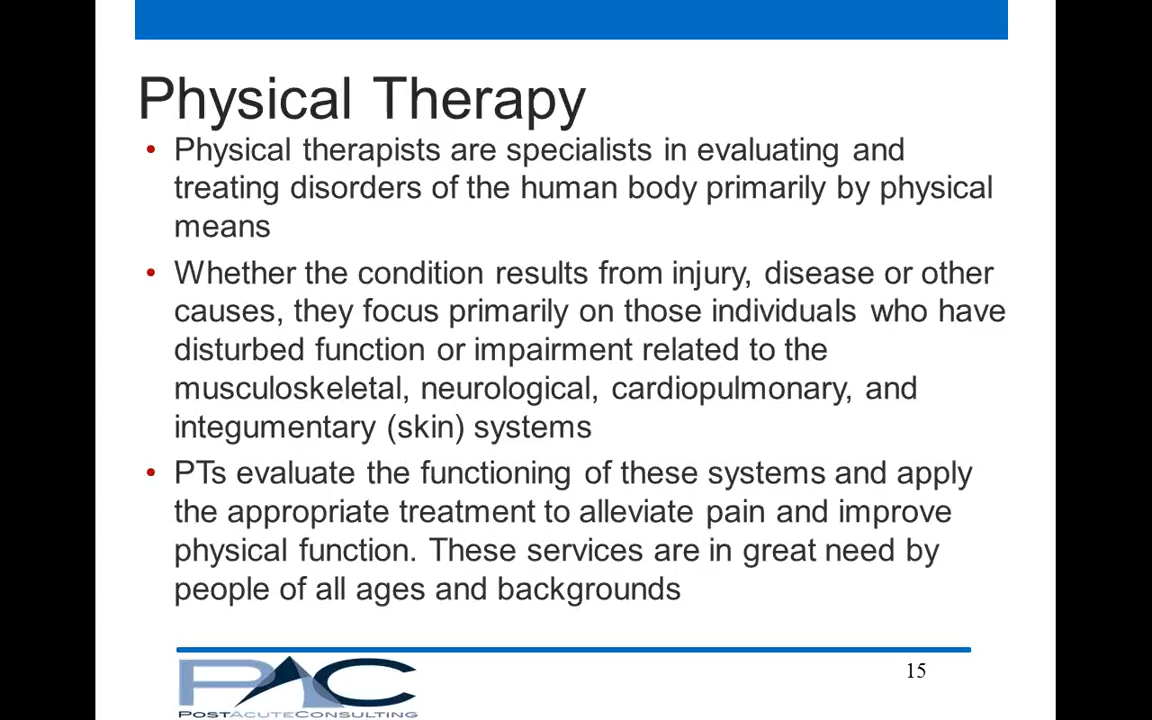 Physical Therapy
• Physical therapists are specialists in evaluating and
treating disorders of the human body primarily by physical
means
• Whether the condition results from injury, disease or other
causes, they focus primarily on those individuals who have
disturbed function or impairment related to the
musculoskeletal, neurological, cardiopulmonary, and
integumentary (skin) systems
• PTs evaluate the functioning of these systems and apply
the appropriate treatment to alleviate pain and improve
physical function. These services are in great need by
people of all ages and backgrounds
PAC
POSTACUTECONSULTING
15